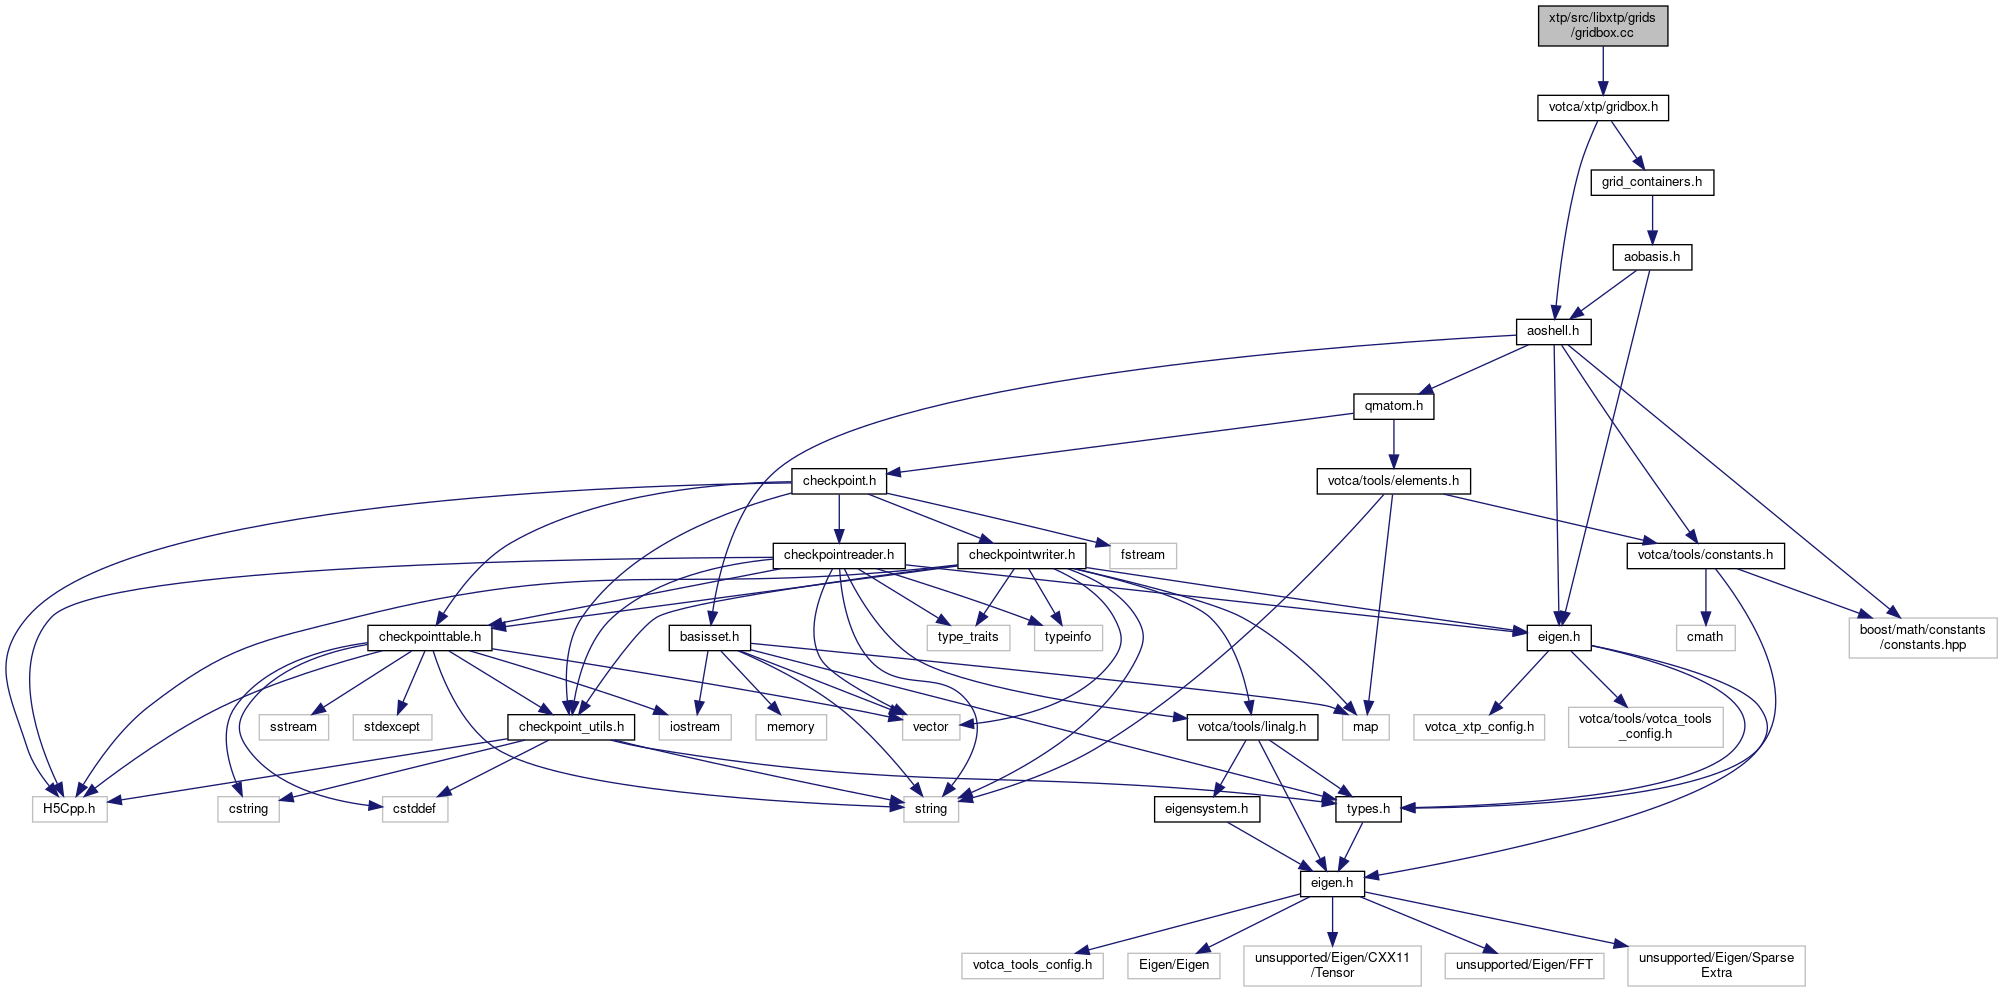 xtp/src/libxtp/grids
/gridbox.cc
votca/xtp/gridbox.h
grid_containers.h
aobasis.h
aoshell.h
qmatom.h
checkpoint.h
votca/tools/elements.h
checkpointreader.h
checkpointwriter.h
fstream
votca/tools/constants.h
checkpointtable.h
basisset.h
type_traits
typeinfo
eigen.h
cmath
boost/math/constants
/constants.hpp
sstream
stdexcept
checkpoint_utils.h
iostream
memory
vector
votca/tools/linalg.h
map
votca_xtp_config.h
votca/tools/votca_tools
_config.h
H5Cpp.h
cstring
cstddef
string
eigensystem.h
types.h
eigen.h
votca_tools_config.h
Eigen/Eigen
unsupported/Eigen/CXX11
/Tensor
unsupported/Eigen/FFT
unsupported/Eigen/Sparse
Extra